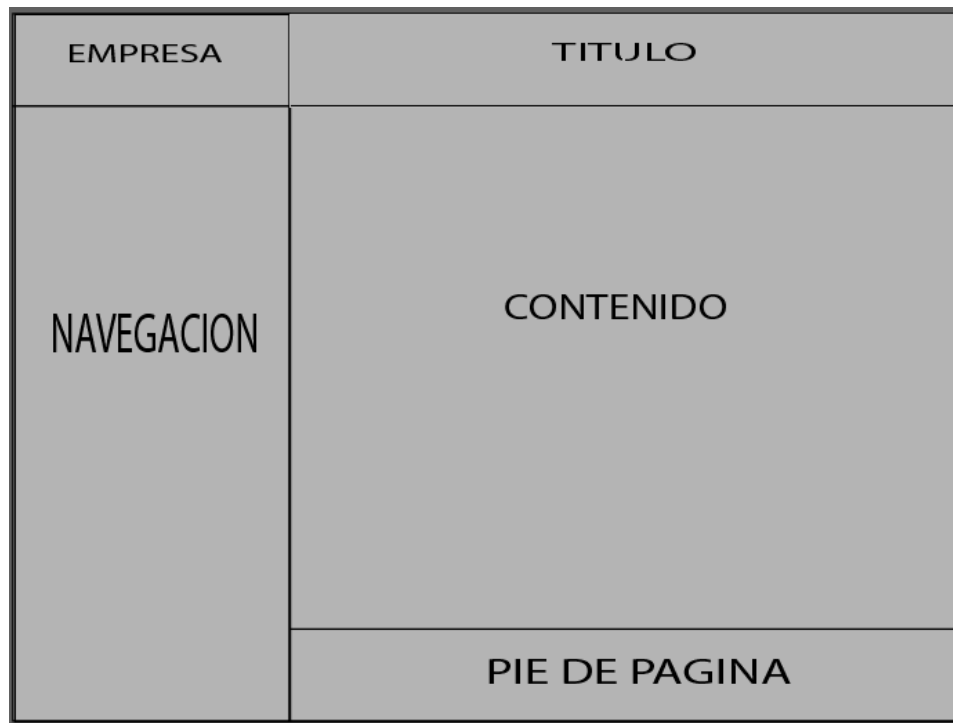 EMPRESA
TITULO
NAVEGACION
CONTENIDO
PIE DE PAGINA